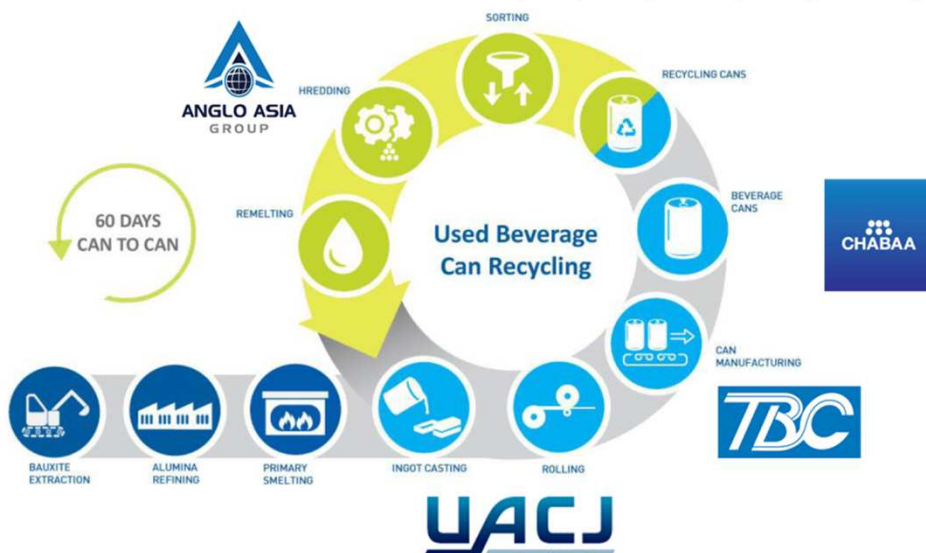 SORTING
ANGLO ASIA
GROUP
HREDDING
RECYCLING CANS
60 DAYS
CAN TO CAN
REMELTING
Used Beverage
Can Recycling
BEVERAGE
CANS
CHABAA
CAN
MANUFACTURING
TBC
BAUXITE
EXTRACTION
ALUMINA
REFINING
PRIMARY
SMELTING
INGOT CASTING
ROLLING
UACJ